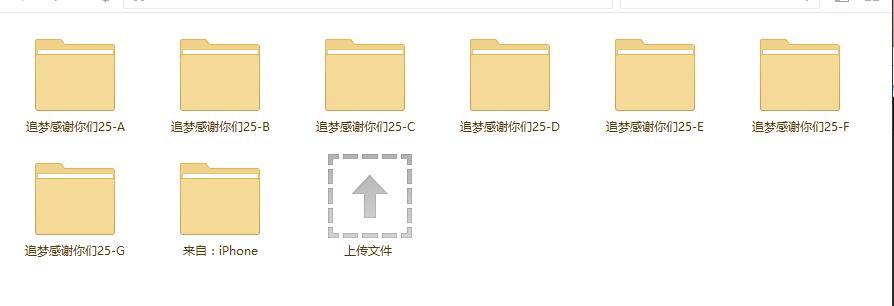 追梦感谢你们25-A
追梦感谢你们25-B
追梦感谢你们25-C
追梦感谢你们25-D
追梦感谢你们25-E
追梦感谢你们25-F
追梦感谢你们25-G
来自：iPhone
上传文件